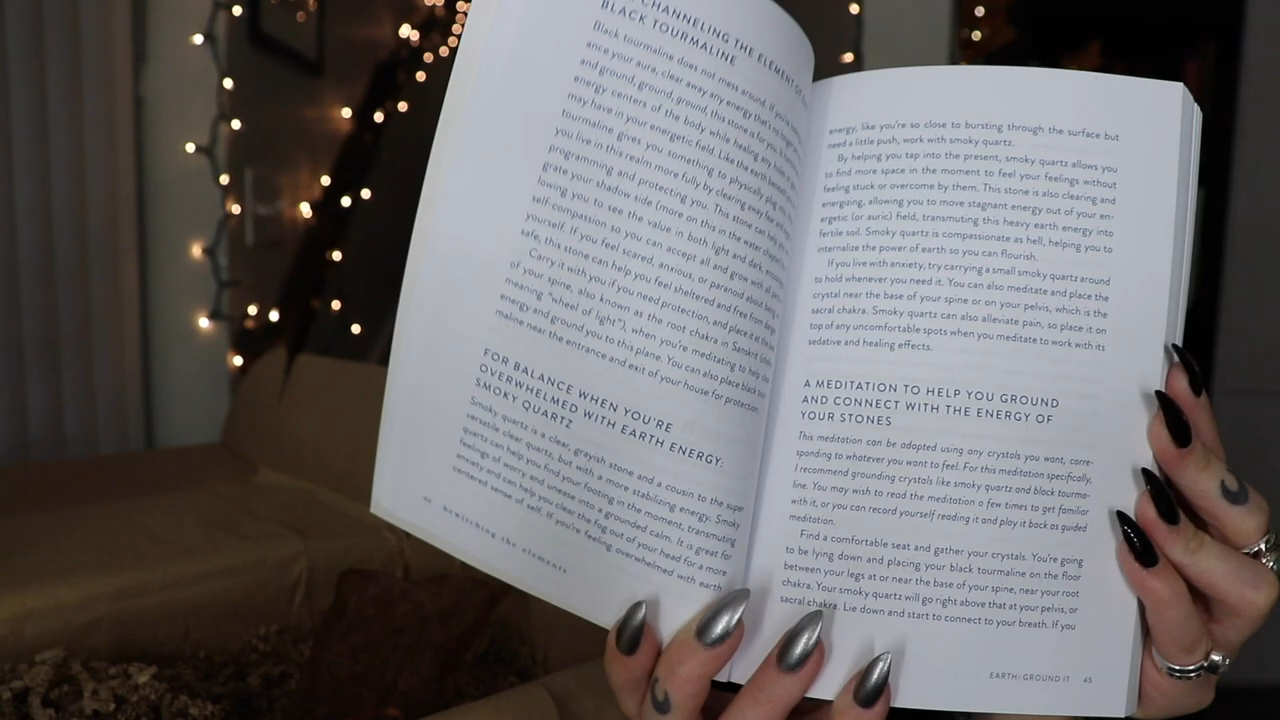 CHANNELING THE ELEMENT OF
BLACK TOURMALINE
Black tourmaline does not mess around. If you're
ance your aura, clear away any energy that's no longer
and ground, ground, ground, this stone is for you. It
energy centers of the body while healing any
may have in your energetic field. Like the earth
tourmaline gives you something to physically plug
you live in this realm more fully by clearing away fear
programming and protecting you. This stone can help you
grate your shadow side (more on this in the water chapter),
lowing you to see the value in both light and dark,
self-compassion so you can accept all and grow with all
yourself. If you feel scared, anxious, or paranoid about being
safe, this stone can help you feel sheltered and free from danger.
Carry it with you if you need protection, and place it at the
of your spine, also known as the root chakra in Sanskrit
meaning "wheel of light"), when you're meditating to help
energy and ground you to this plane. You can also place black tour-
maline near the entrance and exit of your house for protection.
FOR BALANCE WHEN YOU'RE
OVERWHELMED WITH EARTH ENERGY:
SMOKY QUARTZ
Smoky quartz is a clear, grayish stone and a cousin to the super
versatile clear quartz, but with a more stabilizing energy. Smoky
quartz can help you find your footing in the moment, transmuting
feelings of worry and unease into a grounded calm. It is great for
anxiety and can help you clear the fog out of your head for a more
centered sense of self. If you're feeling overwhelmed with earth
44 bewitching the elements
energy, like you're so close to bursting through the surface but
need a little push, work with smoky quartz.
By helping you tap into the present, smoky quartz allows you
to find more space in the moment to feel your feelings without
feeling stuck or overcome by them. This stone is also clearing and
energizing, allowing you to move stagnant energy out of your en-
ergetic (or auric) field, transmuting this heavy earth energy into
fertile soil. Smoky quartz is compassionate as hell, helping you to
internalize the power of earth so you can flourish.
If you live with anxiety, try carrying a small smoky quartz around
to hold whenever you need it. You can also meditate and place the
crystal near the base of your spine or on your pelvis, which is the
sacral chakra. Smoky quartz can also alleviate pain, so place it on
top of any uncomfortable spots when you meditate to work with its
sedative and healing effects.
A MEDITATION TO HELP YOU GROUND
AND CONNECT WITH THE ENERGY OF
YOUR STONES
This meditation can be adapted using any crystals you want, corre-
sponding to whatever you want to feel. For this meditation specifically,
I recommend grounding crystals like smoky quartz and black tourma-
line. You may wish to read the meditation a few times to get familiar
with it, or you can record yourself reading it and play it back as guided
meditation.
Find a comfortable seat and gather your crystals. You're going
to be lying down and placing your black tourmaline on the floor
between your legs at or near the base of your spine, near your root
chakra. Your smoky quartz will go right above that at your pelvis, or
sacral chakra. Lie down and start to connect to your breath. If you
EARTH: GROUND IT 45